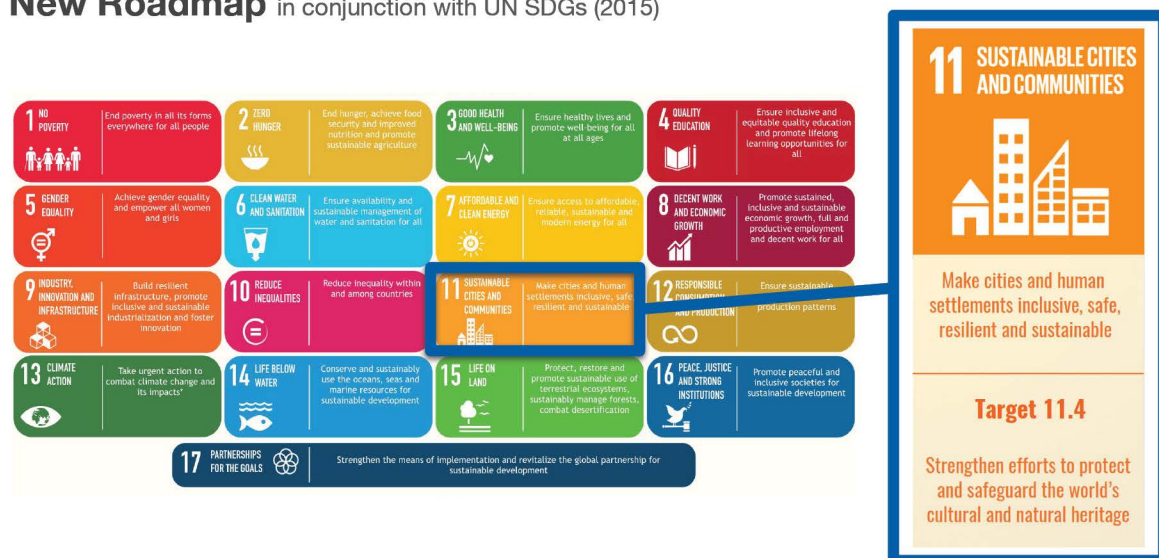 New Roadmap in conjunction with UN SDGs (2015)
1 NO
POVERTY
End poverty in all its forms
everywhere for all people
2 ZERO
HUNGER
End hunger, achieve food
security and improved
nutrition and promote
sustainable agriculture
3 GOOD HEALTH
AND WELL-BEING
Ensure healthy lives and
promote well-being for all
at all ages
4 QUALITY
EDUCATION
Ensure inclusive and
equitable quality education
and promote lifelong
learning opportunities for
all
5 GENDER
EQUALITY
Achieve gender equality
and empower all women
and girls
6 CLEAN WATER
AND SANITATION
Ensure availability and
sustainable management of
water and sanitation for all
7 AFFORDABLE AND
CLEAN ENERGY
Ensure access to affordable,
reliable, sustainable and
modern energy for all
8 DECENT WORK
AND ECONOMIC
GROWTH
Promote sustained,
inclusive and sustainable
economic growth, full and
productive employment
and decent work for all
9 INDUSTRY,
INNOVATION AND
INFRASTRUCTURE
Build resilient
infrastructure, promote
inclusive and sustainable
industrialization and foster
innovation
10 REDUCE
INEQUALITIES
Reduce inequality within
and among countries
11 SUSTAINABLE
CITIES AND
COMMUNITIES
Make cities and human
settlements inclusive, safe,
resilient and sustainable
12 RESPONSIBLE
CONSUMPTION
AND PRODUCTION
Ensure sustainable
production patterns
13 CLIMATE
ACTION
Take urgent action to
combat climate change and
its impacts*
14 LIFE BELOW
WATER
Conserve and sustainably
use the oceans, seas and
marine resources for
sustainable development
15 LIFE ON
LAND
Protect, restore and
promote sustainable use of
terrestrial ecosystems,
sustainably manage forests,
combat desertification
16 PEACE, JUSTICE
AND STRONG
INSTITUTIONS
Promote peaceful and
inclusive societies for
sustainable development
17 PARTNERSHIPS
FOR THE GOALS
Strengthen the means of implementation and revitalize the global partnership for
sustainable development
11 SUSTAINABLE CITIES
AND COMMUNITIES
Make cities and human
settlements inclusive, safe,
resilient and sustainable
Target 11.4
Strengthen efforts to protect
and safeguard the world's
cultural and natural heritage